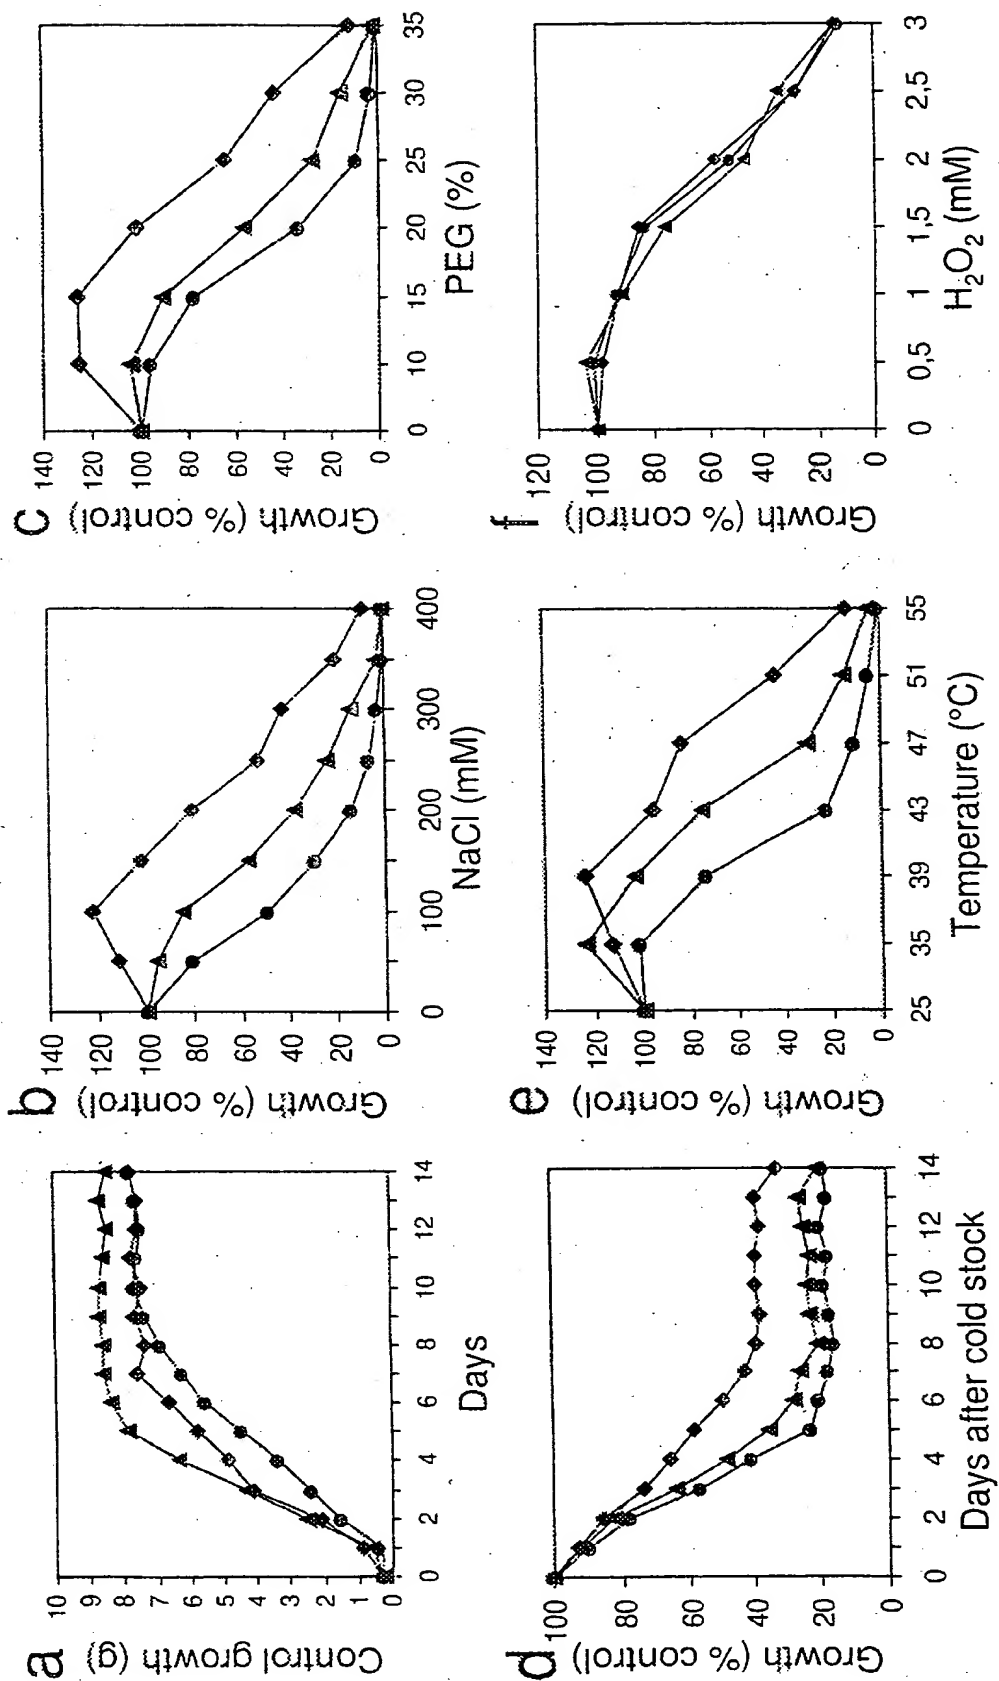 a
Control growth (g)
10
9
8
7
6
5
4
3
2
1
0
0 2 4 6 8 10 12 14
Days
b
Growth (% control)
140
120
100
80
60
40
20
0
0 100 200 300 400
NaCl (mM)
c
Growth (% control)
140
120
100
80
60
40
20
0
0 5 10 15 20 25 30 35
PEG (%)
d
Growth (% control)
100
80
60
40
20
0
0 2 4 6 8 10 12 14
Days after cold stock
e
Growth (% control)
140
120
100
80
60
40
20
0
25 35 39 43 47 51 55
Temperature (°C)
f
Growth (% control)
120
100
80
60
40
20
0
0 0,5 1 1,5 2 2,5 3
H₂O₂ (mM)